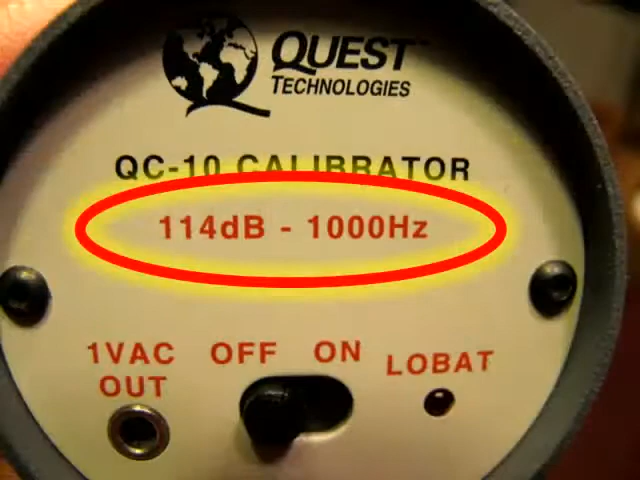 QUEST
TECHNOLOGIES
QC-10 CALIBRATOR
114dB - 1000Hz
1VAC OUT
OFF
ON
LOBAT